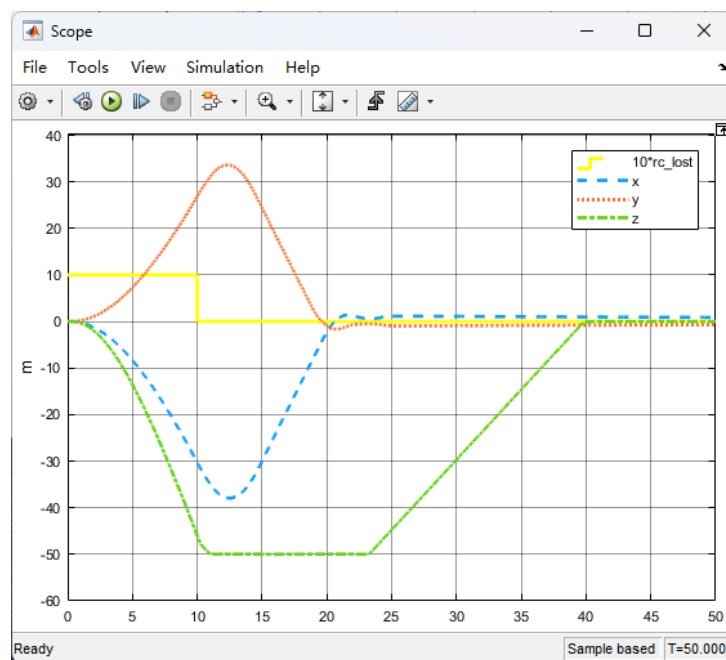 Scope
File Tools View Simulation Help
40
30
20
10
0
-10
-20
-30
-40
-50
-60
m
10*rc_lost
x
y
z
0 5 10 15 20 25 30 35 40 45 50
Ready
Sample based T=50.000